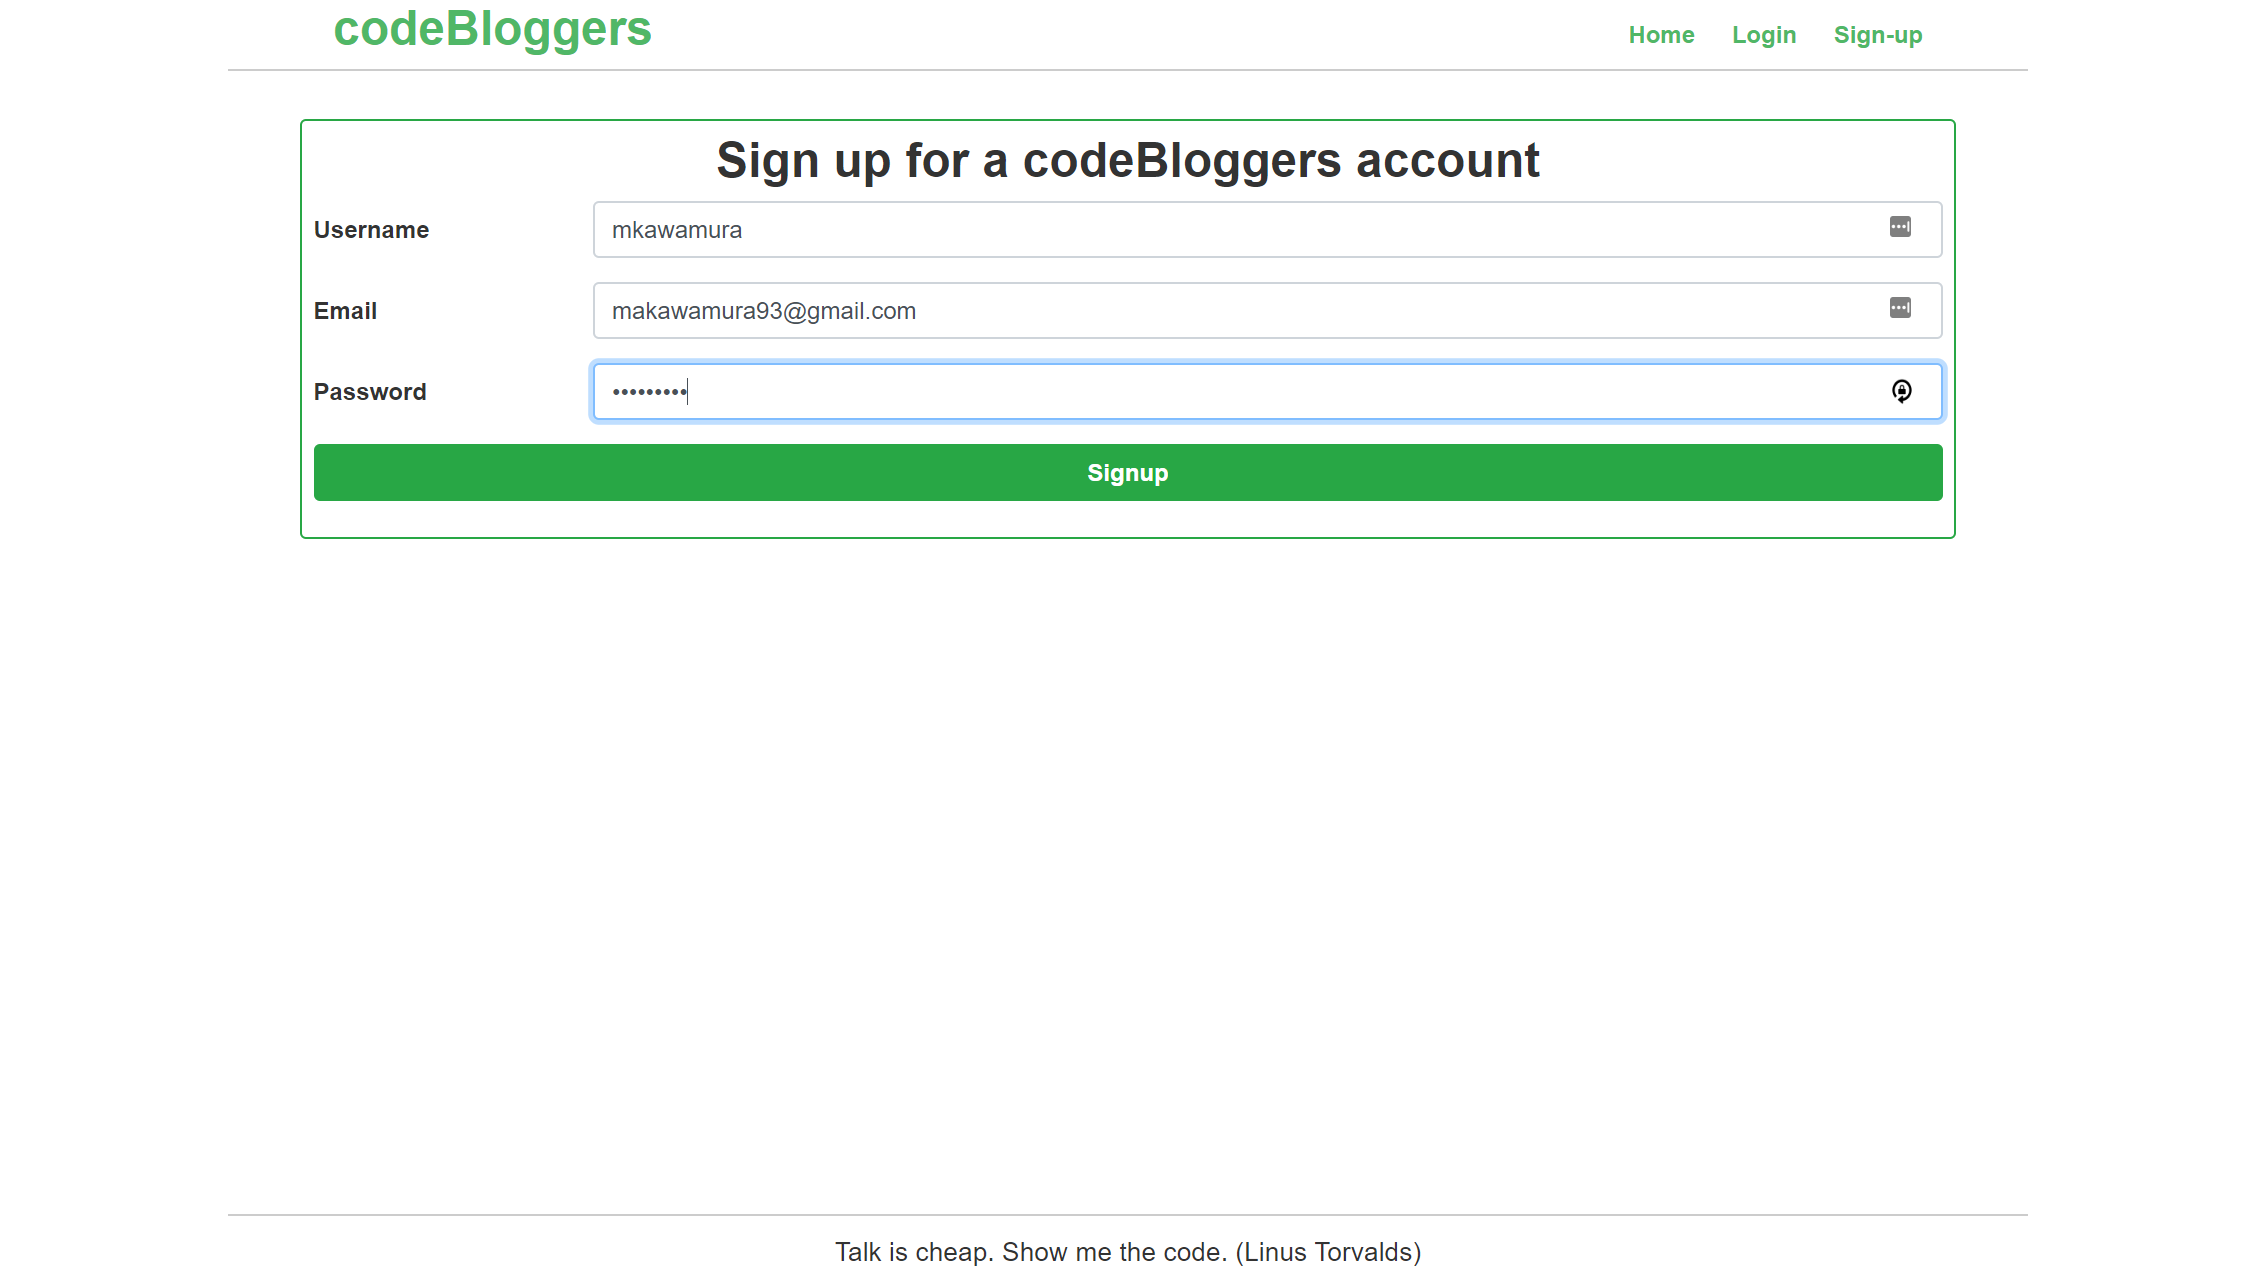 codeBloggers
Home Login Sign-up
Sign up for a codeBloggers account
Username mkawamura
Email makawamura93@gmail.com
Password •••••••••
Signup
Talk is cheap. Show me the code. (Linus Torvalds)